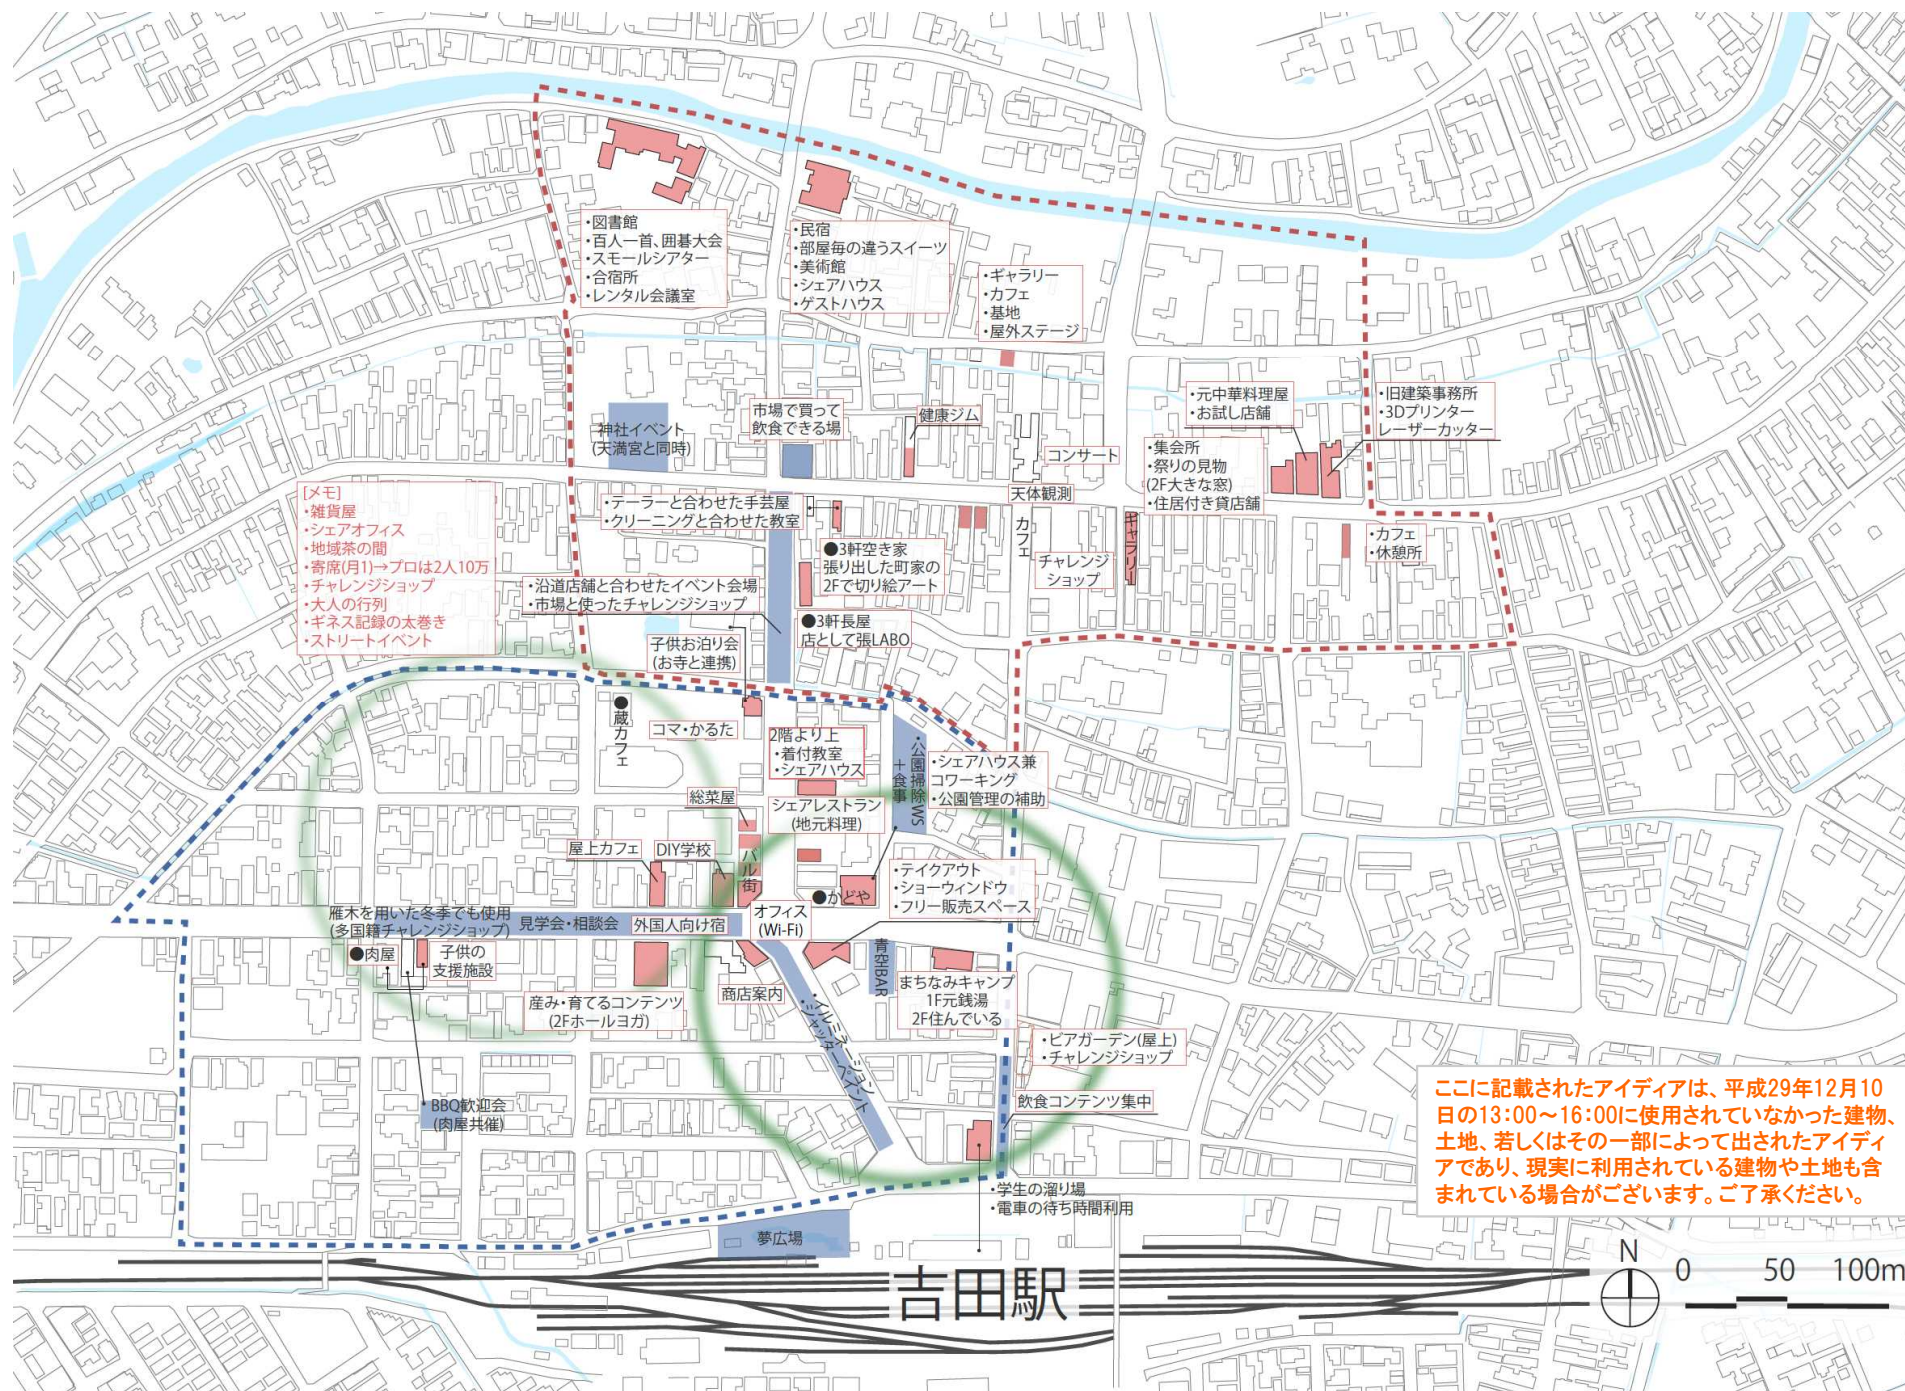 ・図書館
・百人一首、囲碁大会
・スモールシアター
・合宿所
・レンタル会議室
・民宿
・部屋毎の違うスイーツ
・美術館
・シェアハウス
・ゲストハウス
・ギャラリー
・カフェ
・基地
・屋外ステージ
神社イベント
(天満宮と同時)
市場で買って
飲食できる場
健康ジム
コンサート
天体観測
・元中華料理屋
・お試し店舗
・旧建築事務所
・3Dプリンター
レーザーカッター
・集会所
・祭りの見物
(2F大きな窓)
・住居付き貸店舗
[メモ]
・雑貨屋
・シェアオフィス
・地域茶の間
・寄席(月1)→プロは2人10万
・チャレンジショップ
・大人の行列
・ギネス記録の太巻き
・ストリートイベント
・テーラーと合わせた手芸屋
・クリーニングと合わせた教室
●3軒空き家
張り出した町家の
2Fで切り絵アート
カフェ
チャレンジ
ショップ
ギャラリー
・カフェ
・休憩所
・沿道店舗と合わせたイベント会場
・市場と使ったチャレンジショップ
●3軒長屋
店として張LABO
子供お泊り会
(お寺と連携)
●蔵カフェ
コマ・かるた
2階より上
・着付教室
・シェアハウス
・公園掃除WS
＋食事
・シェアハウス兼
コワーキング
・公園管理の補助
総菜屋
シェアレストラン
(地元料理)
屋上カフェ
DIY学校
バル街
●かどや
・テイクアウト
・ショーウィンドウ
・フリー販売スペース
雁木を用いた冬季でも使用
(多国籍チャレンジショップ)
見学会・相談会
外国人向け宿
オフィス
(Wi-Fi)
●肉屋
子供の
支援施設
産み・育てるコンテンツ
(2Fホールヨガ)
商店案内
青空BAR
まちなみキャンプ
1F元銭湯
2F住んでいる
・イルミネーション
・シャッターペイント
・ビアガーデン(屋上)
・チャレンジショップ
飲食コンテンツ集中
BBQ歓迎会
(肉屋共催)
・学生の溜り場
・電車の待ち時間利用
夢広場
吉田駅
ここに記載されたアイディアは、平成29年12月10
日の13：00～16：00に使用されていなかった建物、
土地、若しくはその一部によって出されたアイディ
アであり、現実に利用されている建物や土地も含
まれている場合がございます。ご了承ください。
N
0 50 100m